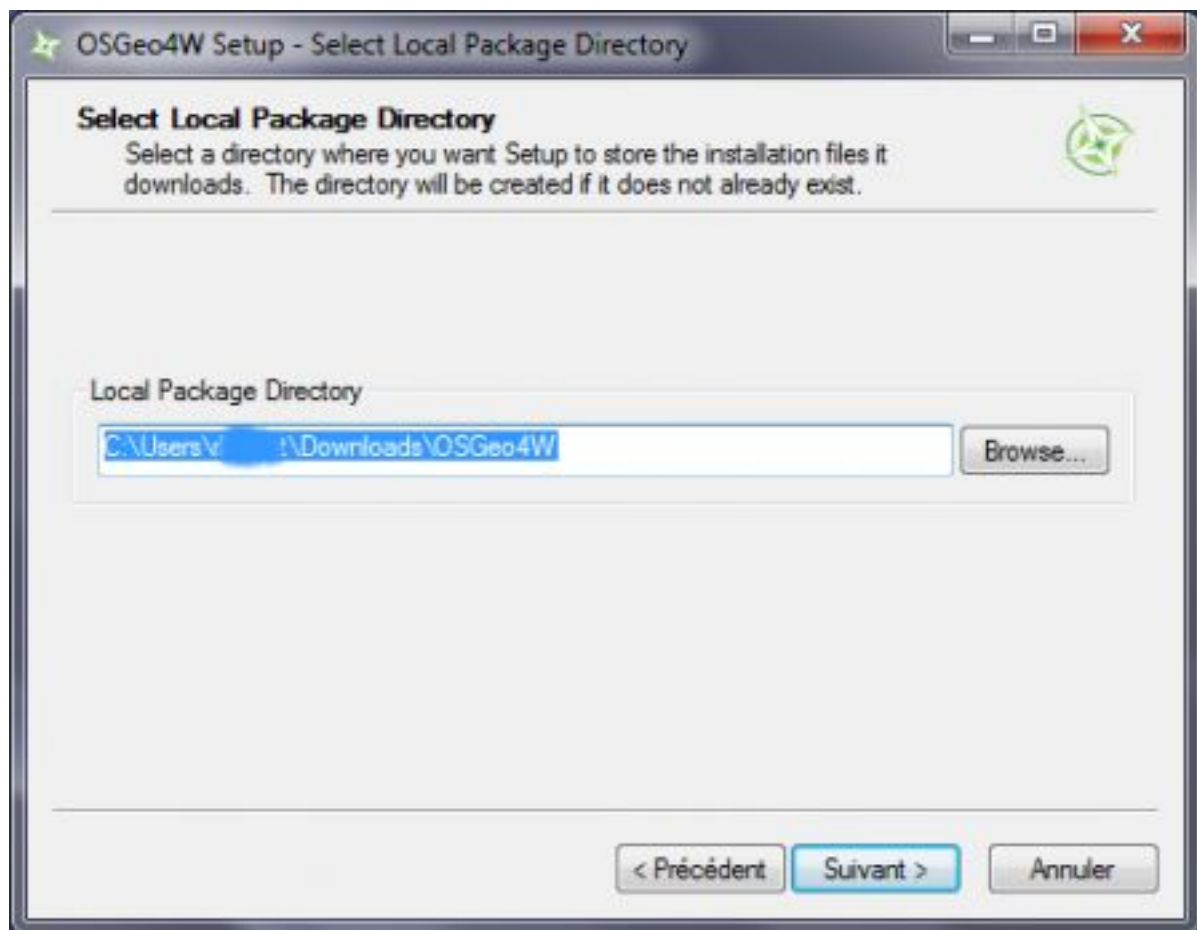 OSGeo4W Setup - Select Local Package Directory
Select Local Package Directory
Select a directory where you want Setup to store the installation files it
downloads. The directory will be created if it does not already exist.
Local Package Directory
C:\Users\ \Downloads\OSGeo4W
Browse...
< Précédent
Suivant >
Annuler